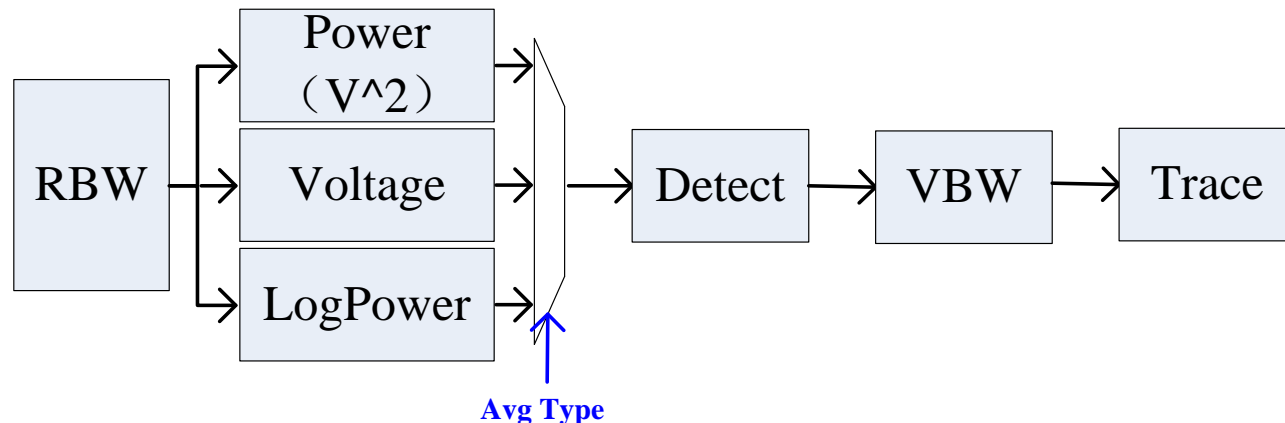 RBW
Power
（V^2）
Voltage
LogPower
Detect
VBW
Trace
Avg Type